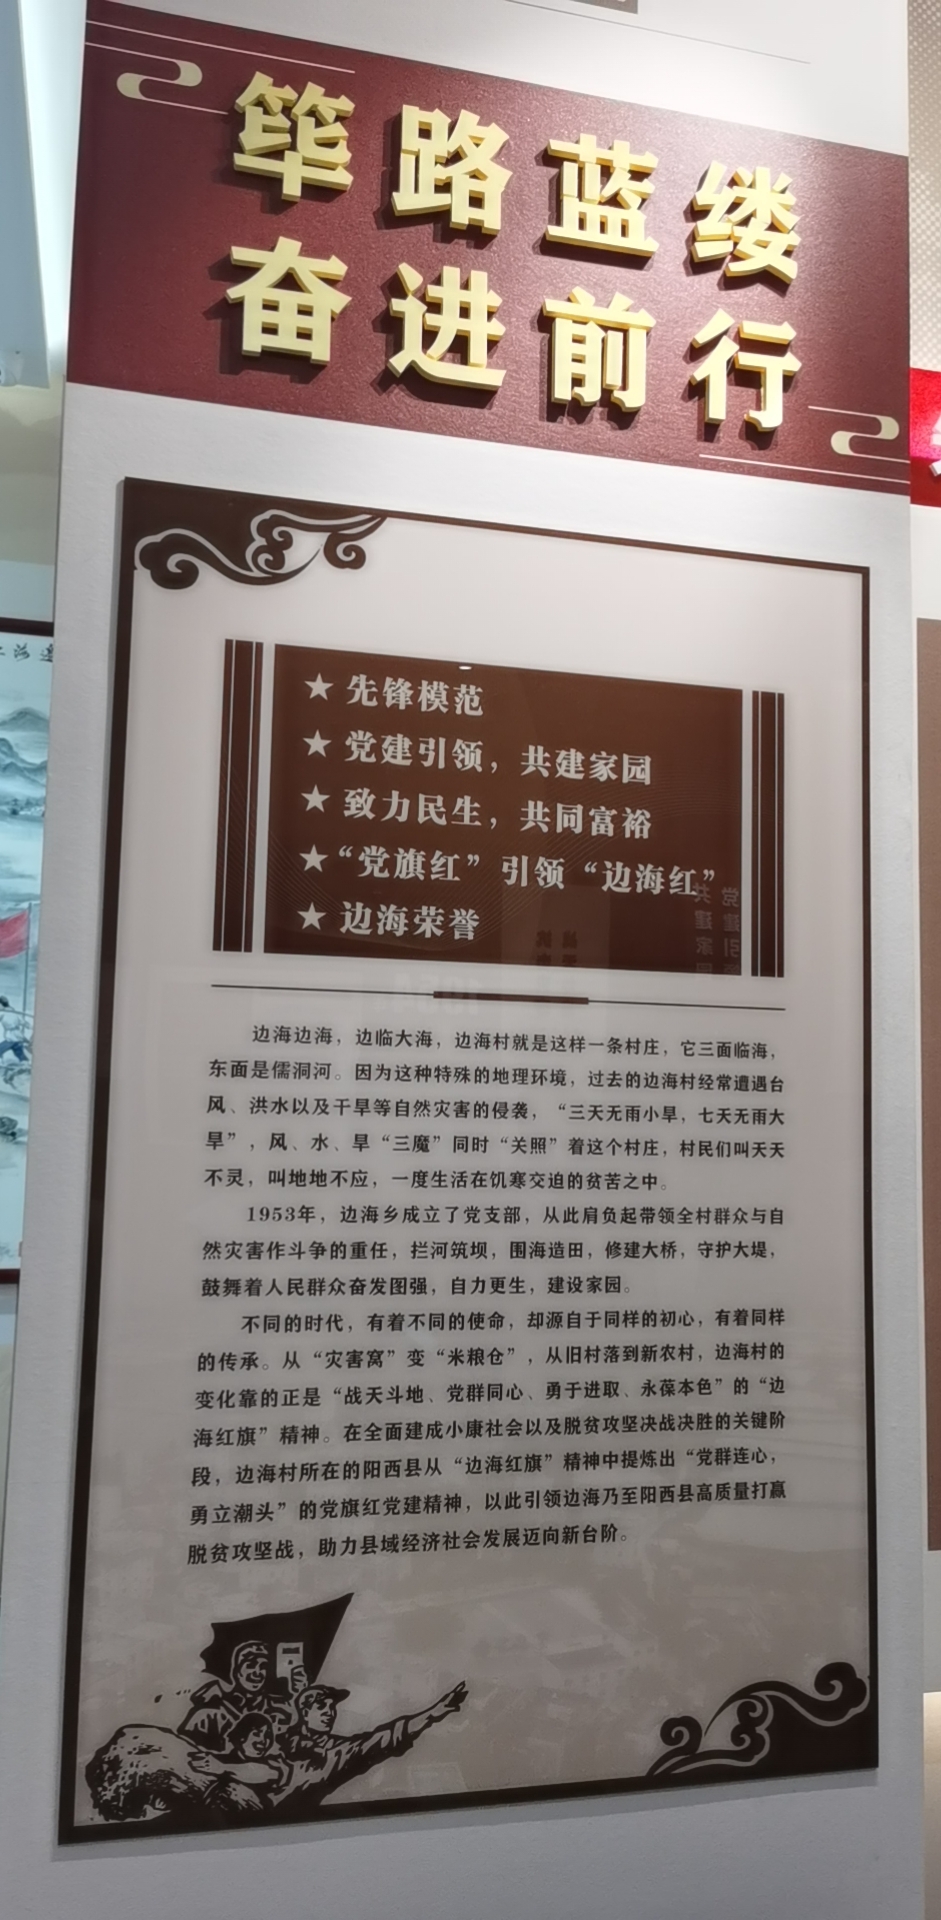 筚路蓝缕
奋进前行
★ 先锋模范
★ 党建引领，共建家园
★ 致力民生，共同富裕
★“党旗红”引领“边海红”
★ 边海荣誉
边海边海，边临大海，边海村就是这样一条村庄，它三面临海，
东面是儒洞河。因为这种特殊的地理环境，过去的边海村经常遭遇台
风、洪水以及干旱等自然灾害的侵袭，“三天无雨小旱，七天无雨大
旱”，风、水、旱“三魔”同时“关照”着这个村庄，村民们叫天天
不灵，叫地地不应，一度生活在饥寒交迫的贫苦之中。
1953年，边海乡成立了党支部，从此肩负起带领全村群众与自
然灾害作斗争的重任，拦河筑坝，围海造田，修建大桥，守护大堤，
鼓舞着人民群众奋发图强，自力更生，建设家园。
不同的时代，有着不同的使命，却源自于同样的初心，有着同样
的传承。从“灾害窝”变“米粮仓”，从旧村落到新农村，边海村的
变化靠的正是“战天斗地、党群同心、勇于进取、永葆本色”的“边
海红旗”精神。在全面建成小康社会以及脱贫攻坚决战决胜的关键阶
段，边海村所在的阳西县从“边海红旗”精神中提炼出“党群连心，
勇立潮头”的党旗红党建精神，以此引领边海乃至阳西县高质量打赢
脱贫攻坚战，助力县域经济社会发展迈向新台阶。